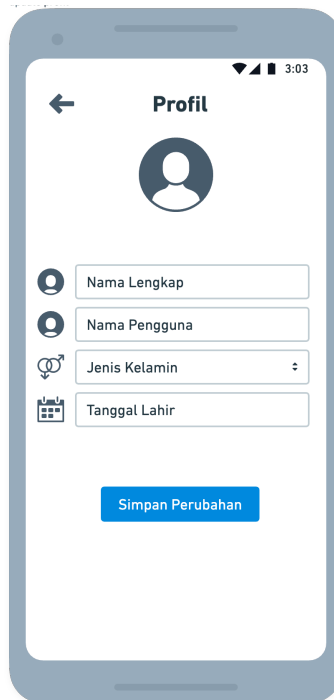 3:03
Profil
Nama Lengkap
Nama Pengguna
Jenis Kelamin
Tanggal Lahir
Simpan Perubahan